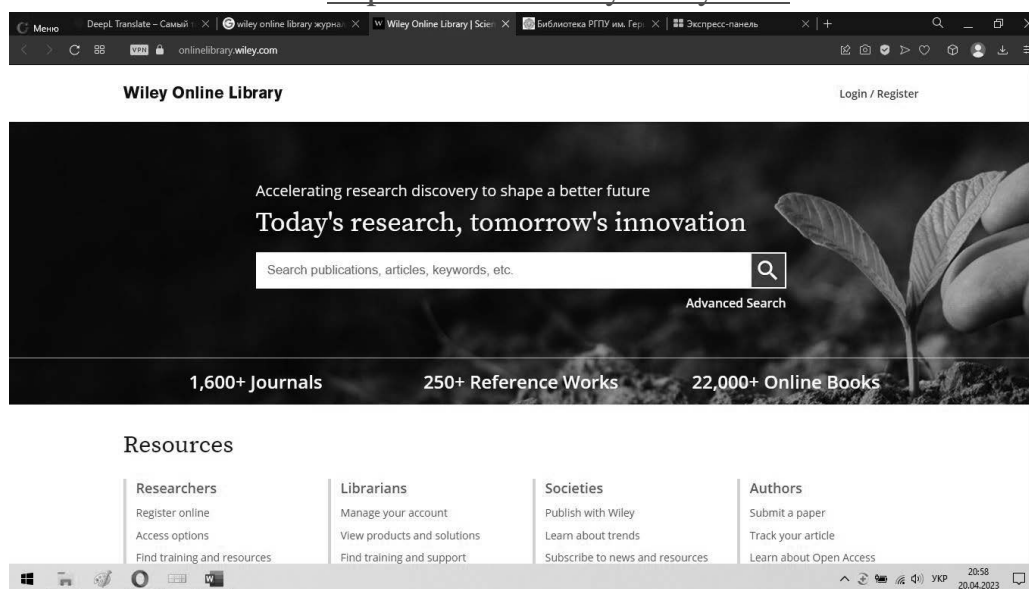 Меню
DeepL Translate – Самый т
wiley online library журнал
Wiley Online Library | Scien
Библиотека РГПУ им. Герц
Экспресс-панель
VPN
onlinelibrary.wiley.com
Wiley Online Library
Login / Register
Accelerating research discovery to shape a better future
Today's research, tomorrow's innovation
Search publications, articles, keywords, etc.
Advanced Search
1,600+ Journals
250+ Reference Works
22,000+ Online Books
Resources
Researchers
Register online
Access options
Find training and resources
Librarians
Manage your account
View products and solutions
Find training and support
Societies
Publish with Wiley
Learn about trends
Subscribe to news and resources
Authors
Submit a paper
Track your article
Learn about Open Access
УКР
20:58
20.04.2023